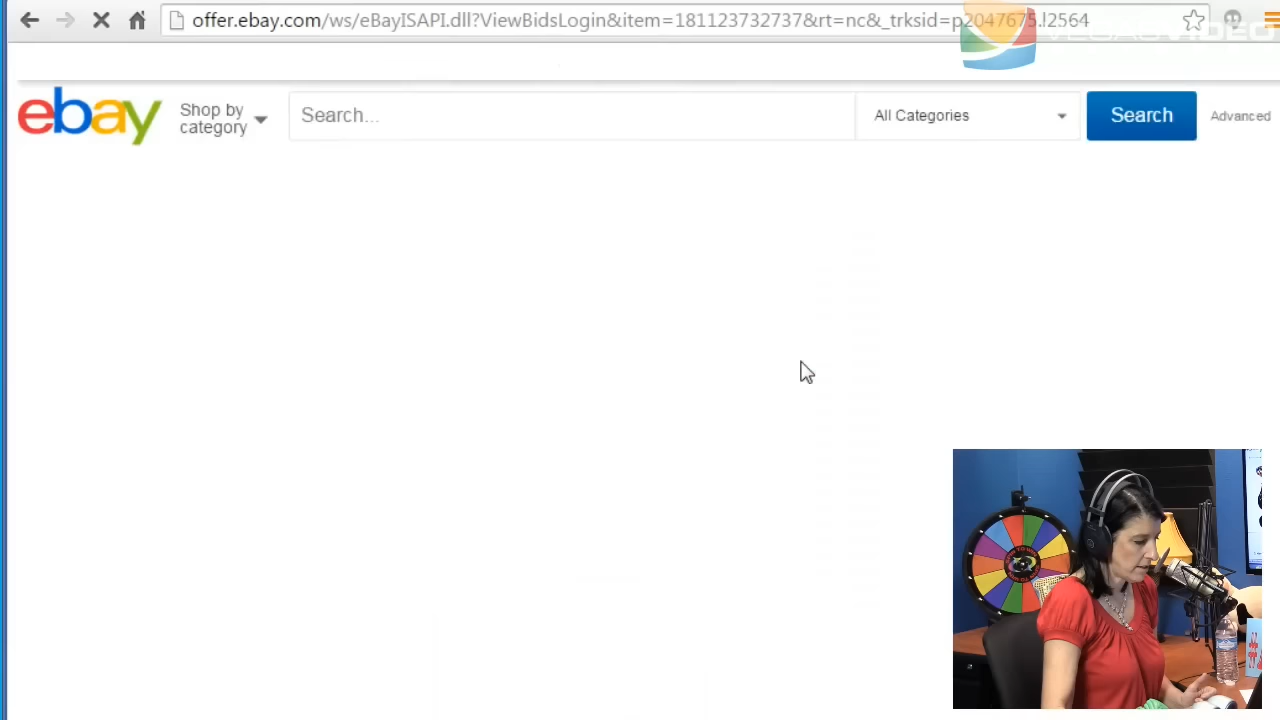 offer.ebay.com/ws/eBayISAPI.dll?ViewBidsLogin&item=181123732737&rt=nc&_trksid=p2047675.l2564
VEGASVIDEO
ebay
Shop by
category
Search...
All Categories
Search
Advanced